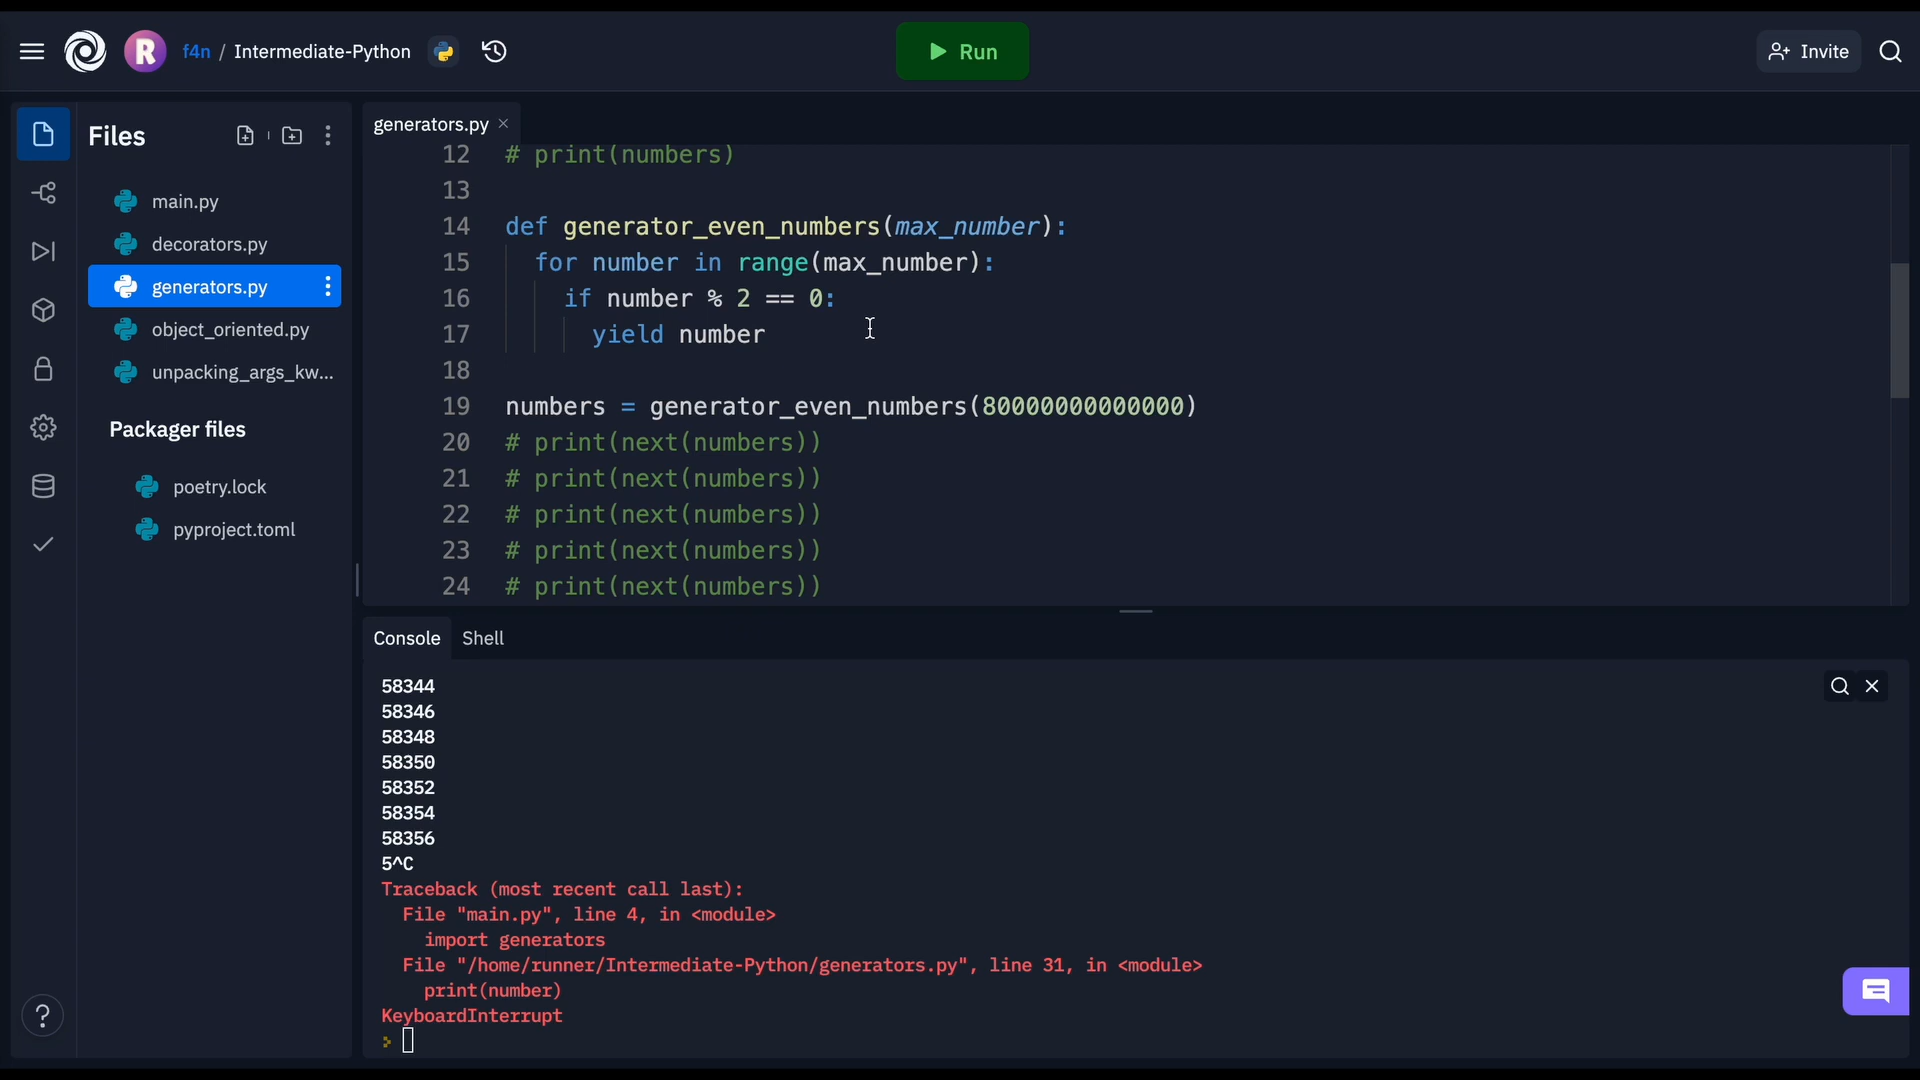 R f4n / Intermediate-Python
Run
Invite
Files
main.py
decorators.py
generators.py
object_oriented.py
unpacking_args_kw...
Packager files
poetry.lock
pyproject.toml
?
generators.py ×
12 # print(numbers)
13
14 def generator_even_numbers(max_number):
15 for number in range(max_number):
16 if number % 2 == 0:
17 yield number
18
19 numbers = generator_even_numbers(80000000000000)
20 # print(next(numbers))
21 # print(next(numbers))
22 # print(next(numbers))
23 # print(next(numbers))
24 # print(next(numbers))
Console Shell
58344
58346
58348
58350
58352
58354
58356
5^C
Traceback (most recent call last):
File "main.py", line 4, in <module>
import generators
File "/home/runner/Intermediate-Python/generators.py", line 31, in <module>
print(number)
KeyboardInterrupt